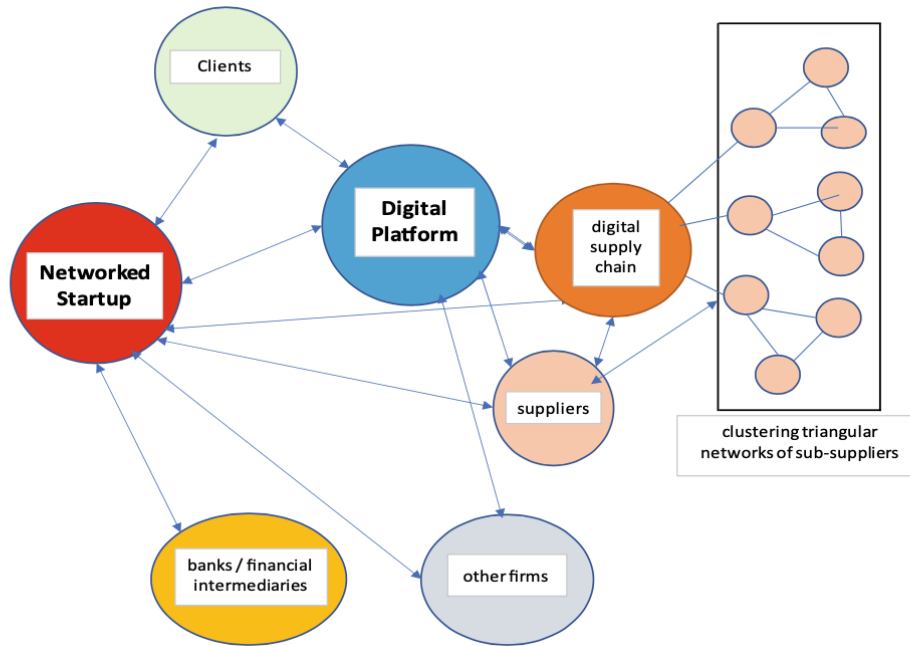 Clients
Digital
Platform
digital
supply
chain
Networked
Startup
suppliers
clustering triangular
networks of sub-suppliers
banks / financial
intermediaries
other firms